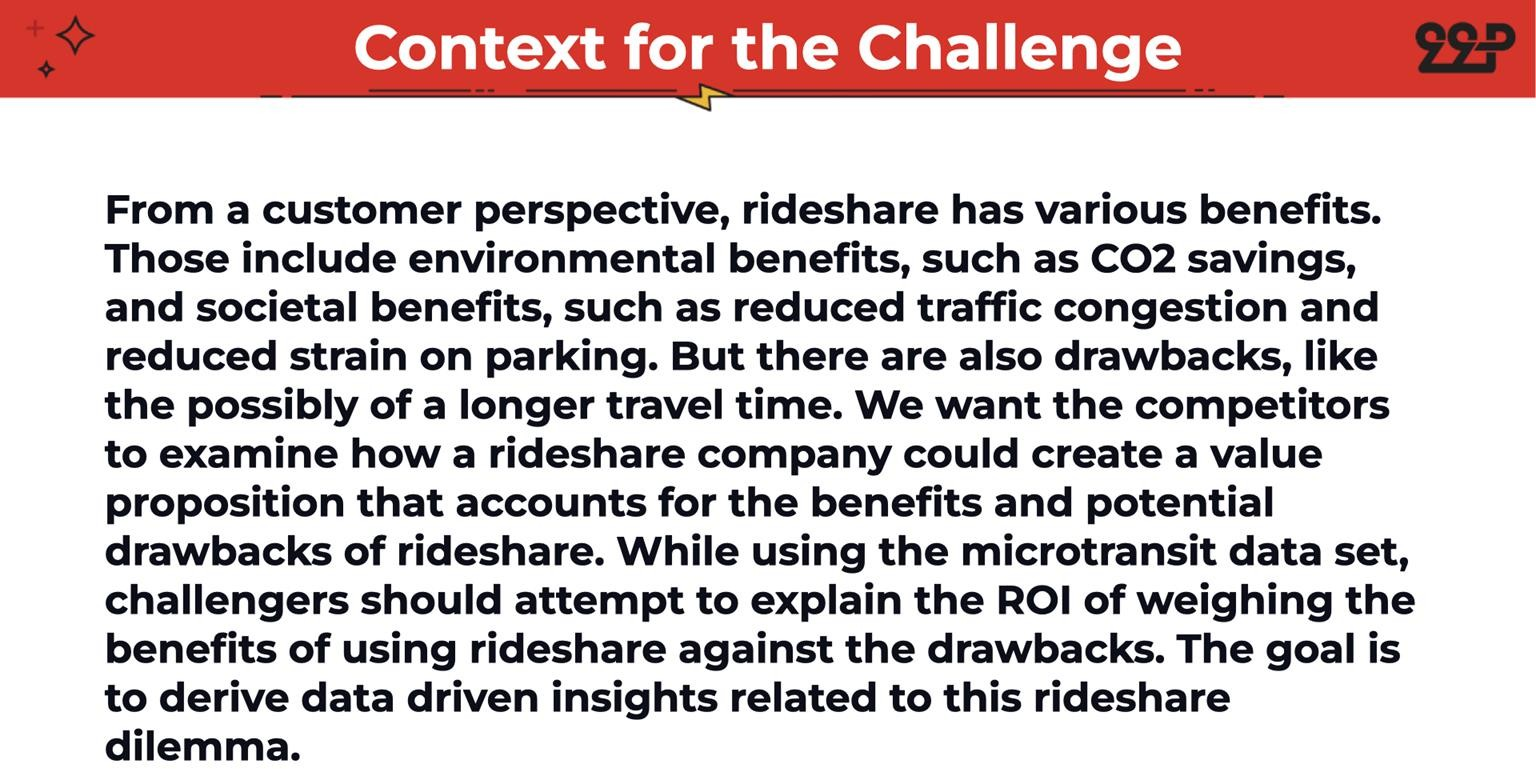 Context for the Challenge
99P
From a customer perspective, rideshare has various benefits.
Those include environmental benefits, such as CO2 savings,
and societal benefits, such as reduced traffic congestion and
reduced strain on parking. But there are also drawbacks, like
the possibly of a longer travel time. We want the competitors
to examine how a rideshare company could create a value
proposition that accounts for the benefits and potential
drawbacks of rideshare. While using the microtransit data set,
challengers should attempt to explain the ROI of weighing the
benefits of using rideshare against the drawbacks. The goal is
to derive data driven insights related to this rideshare
dilemma.